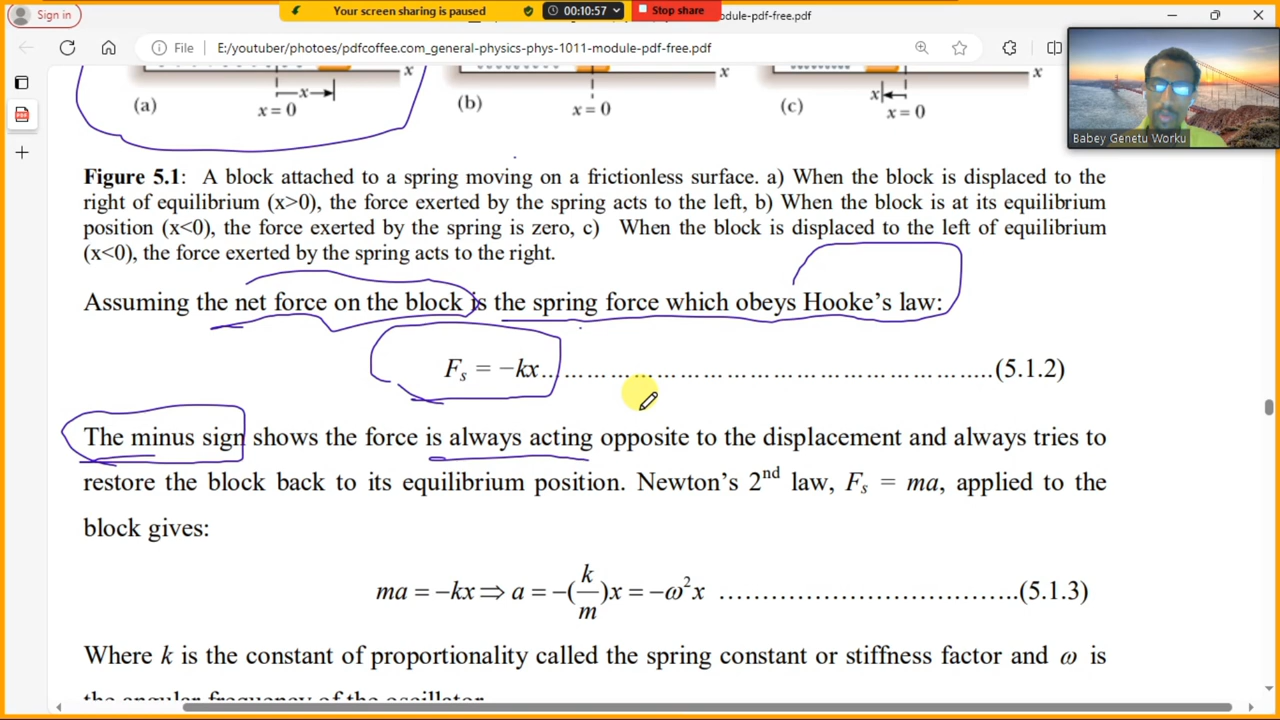 Sign in
Your screen sharing is paused
00:10:57
Stop share
odule-pdf-free.pdf
File
E:/youtuber/photoes/pdfcoffee.com_general-physics-phys-1011-module-pdf-free.pdf
Babey Genetu Worku
x
x
x
x
x
(a)
x = 0
(b)
x = 0
(c)
x = 0
Figure 5.1: A block attached to a spring moving on a frictionless surface. a) When the block is displaced to the
right of equilibrium (x>0), the force exerted by the spring acts to the left, b) When the block is at its equilibrium
position (x<0), the force exerted by the spring is zero, c) When the block is displaced to the left of equilibrium
(x<0), the force exerted by the spring acts to the right.
Assuming the net force on the block is the spring force which obeys Hooke's law:
Fₛ = −kx……………………………………………………(5.1.2)
The minus sign shows the force is always acting opposite to the displacement and always tries to
restore the block back to its equilibrium position. Newton's 2nd law, Fₛ = ma, applied to the
block gives:
ma = −kx ⇒ a = −(k/m)x = −ω²x …………………………….(5.1.3)
Where k is the constant of proportionality called the spring constant or stiffness factor and ω is
the angular frequency of the oscillator